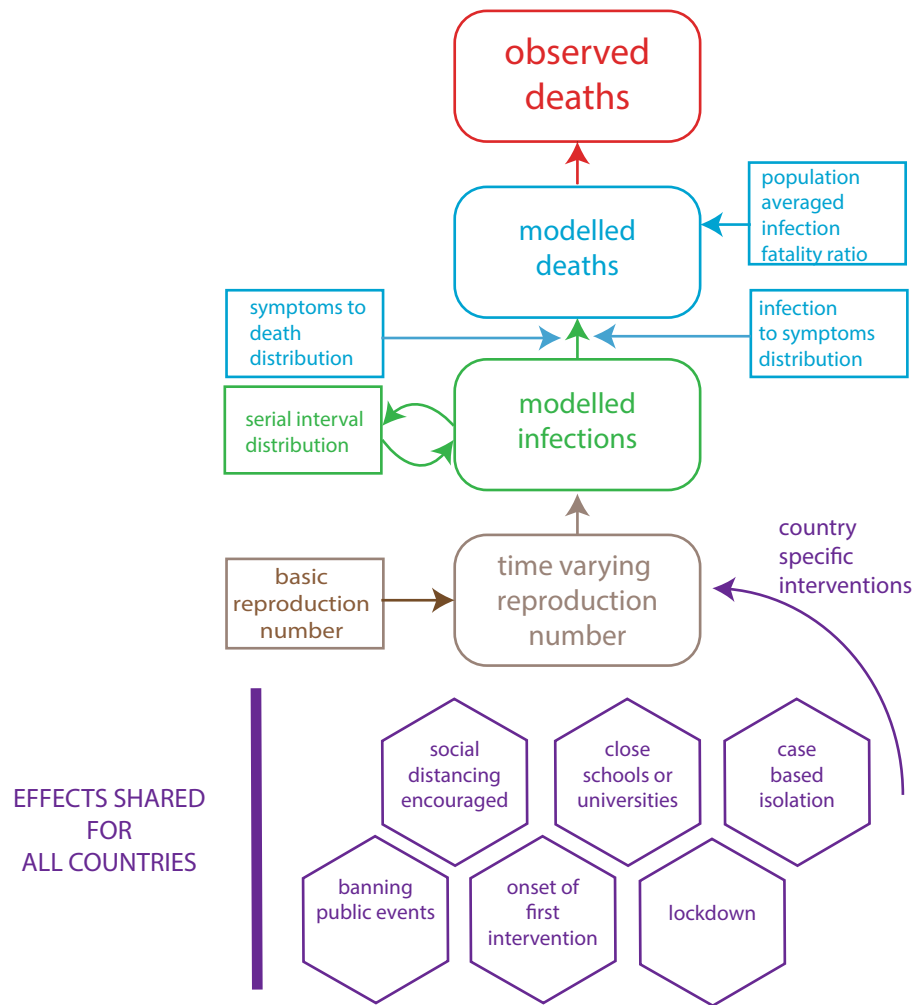 observed
deaths
modelled
deaths
population
averaged
infection
fatality ratio
symptoms to
death
distribution
infection
to symptoms
distribution
modelled
infections
serial interval
distribution
country
specific
interventions
basic
reproduction
number
time varying
reproduction
number
EFFECTS SHARED
FOR
ALL COUNTRIES
social
distancing
encouraged
close
schools or
universities
case
based
isolation
banning
public events
onset of
first
intervention
lockdown